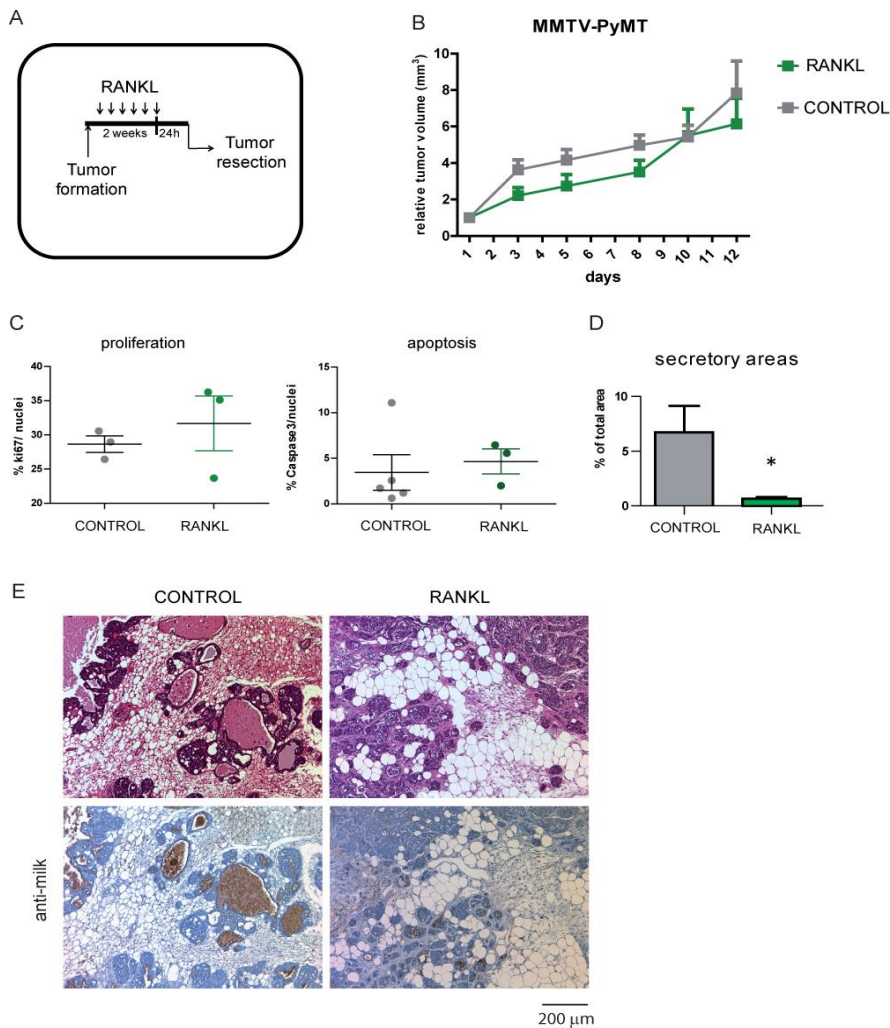 A
RANKL
2 weeks
24h
Tumor
formation
Tumor
resection
B
MMTV-PyMT
relative tumor volume (mm³)
10
8
6
4
2
0
1 2 3 4 5 6 7 8 9 10 11 12
days
RANKL
CONTROL
C
proliferation
% ki67/ nuclei
40
35
30
25
20
CONTROL
RANKL
apoptosis
% Caspase3/nuclei
15
10
5
0
CONTROL
RANKL
D
secretory areas
% of total area
10
5
0
*
CONTROL
RANKL
E
CONTROL
RANKL
anti-milk
200 μm